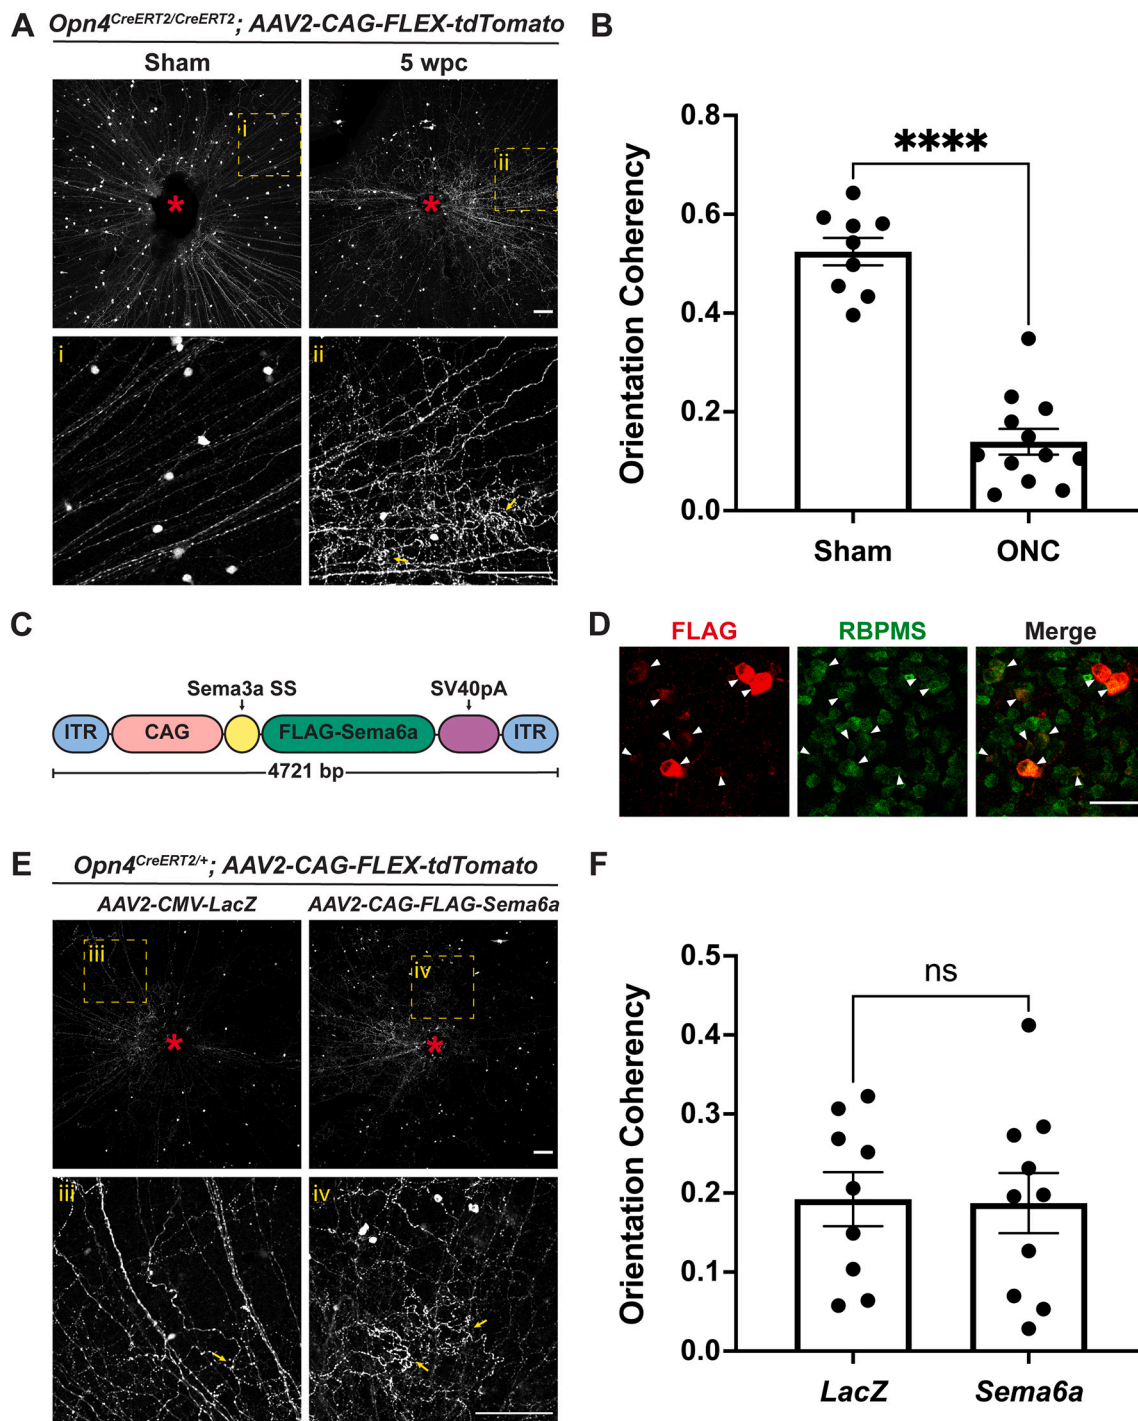 A
Opn4CreERT2/CreERT2; AAV2-CAG-FLEX-tdTomato
Sham
5 wpc
i
ii
*
*
i
ii
B
Orientation Coherency
0.8
0.6
0.4
0.2
0.0
****
Sham
ONC
C
Sema3a SS
SV40pA
ITR
CAG
FLAG-Sema6a
ITR
4721 bp
D
FLAG
RBPMS
Merge
E
Opn4CreERT2/+; AAV2-CAG-FLEX-tdTomato
AAV2-CMV-LacZ
AAV2-CAG-FLAG-Sema6a
iii
iv
*
*
iii
iv
F
Orientation Coherency
0.5
0.4
0.3
0.2
0.1
0.0
ns
LacZ
Sema6a